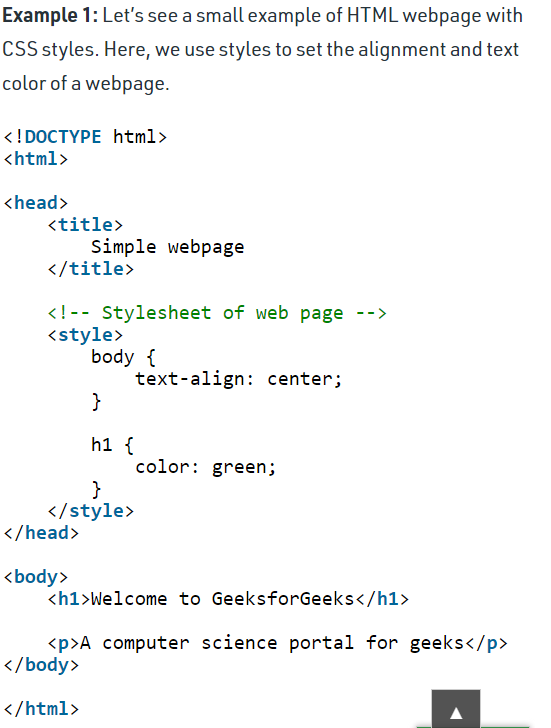 Example 1: Let's see a small example of HTML webpage with
CSS styles. Here, we use styles to set the alignment and text
color of a webpage.
<!DOCTYPE html>
<html>
<head>
    <title>
        Simple webpage
    </title>
    <!-- Stylesheet of web page -->
    <style>
        body {
            text-align: center;
        }
        h1 {
            color: green;
        }
    </style>
</head>
<body>
    <h1>Welcome to GeeksforGeeks</h1>
    <p>A computer science portal for geeks</p>
</body>
</html>